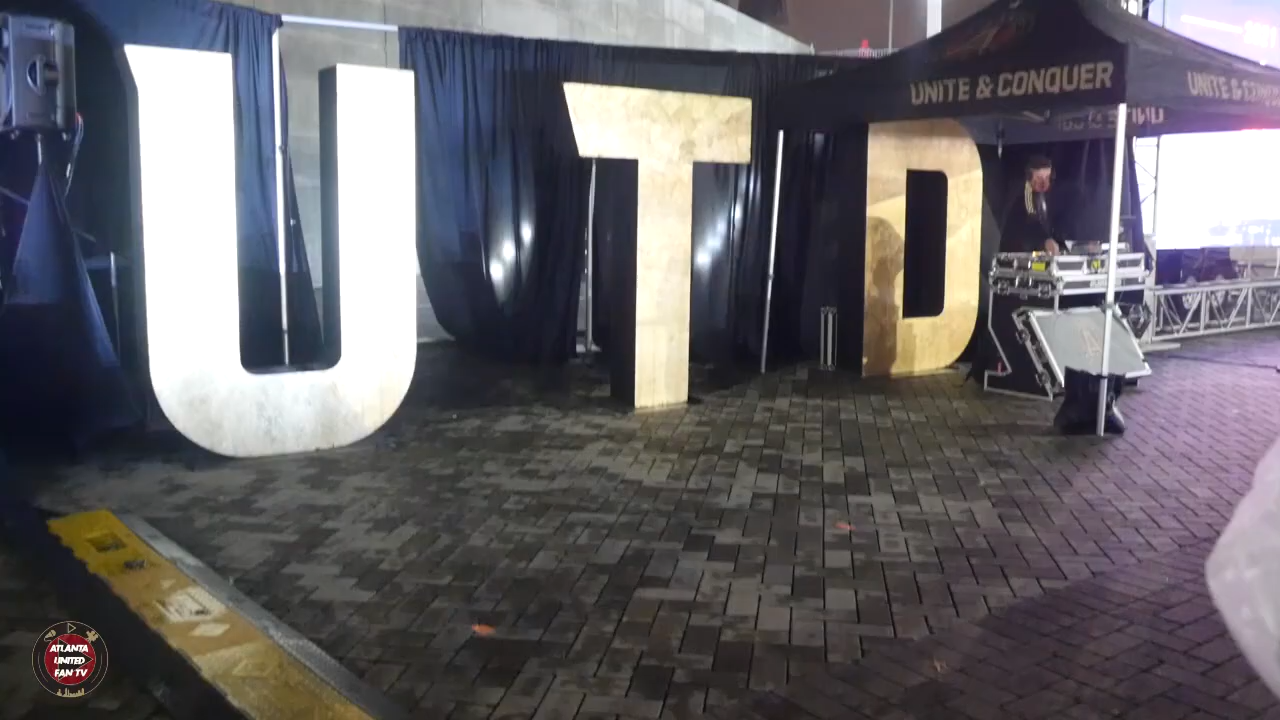 UTD
UNITE & CONQUER
UNITE & CONQUER
ATLANTA
UNITED
FAN TV